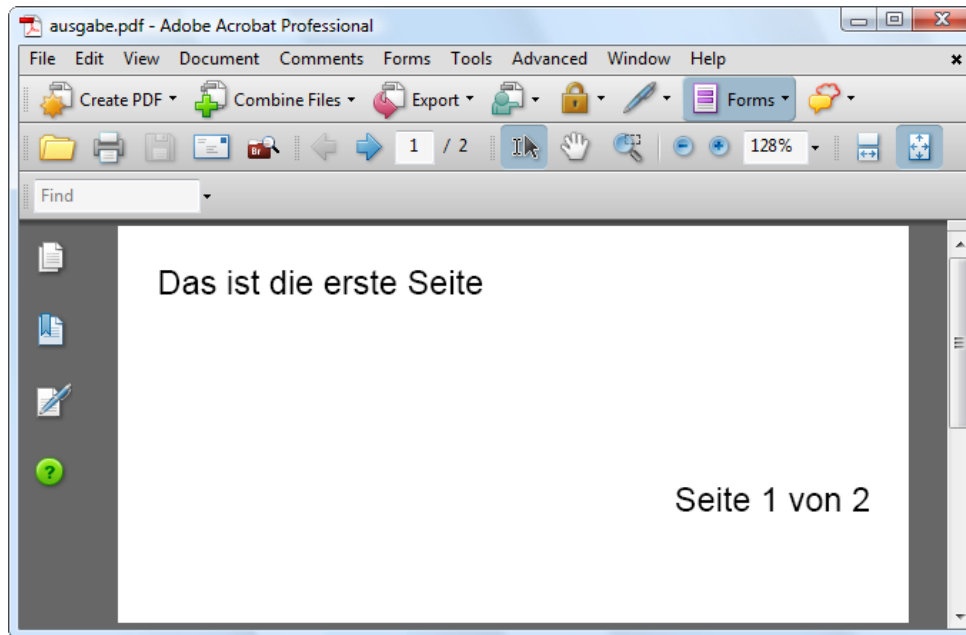 ausgabe.pdf - Adobe Acrobat Professional
File Edit View Document Comments Forms Tools Advanced Window Help
Create PDF Combine Files Export Forms
1 / 2 128%
Find
Das ist die erste Seite
Seite 1 von 2